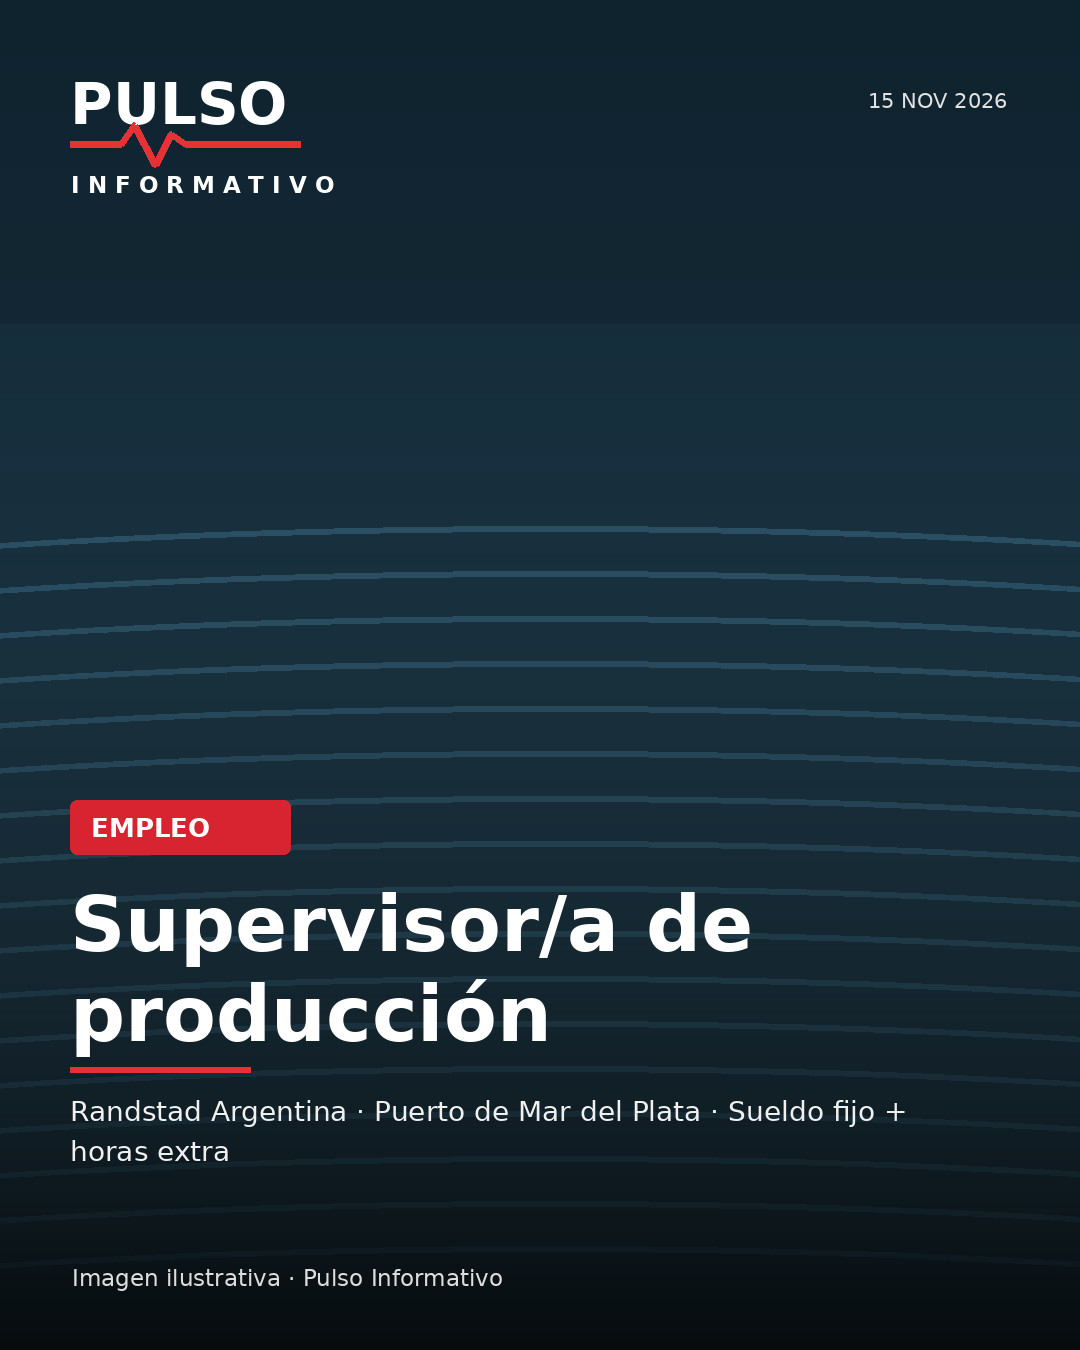 PULSO
INFORMATIVO
15 NOV 2026
EMPLEO
Supervisor/a de
producción
Randstad Argentina · Puerto de Mar del Plata · Sueldo fijo +
horas extra
Imagen ilustrativa · Pulso Informativo